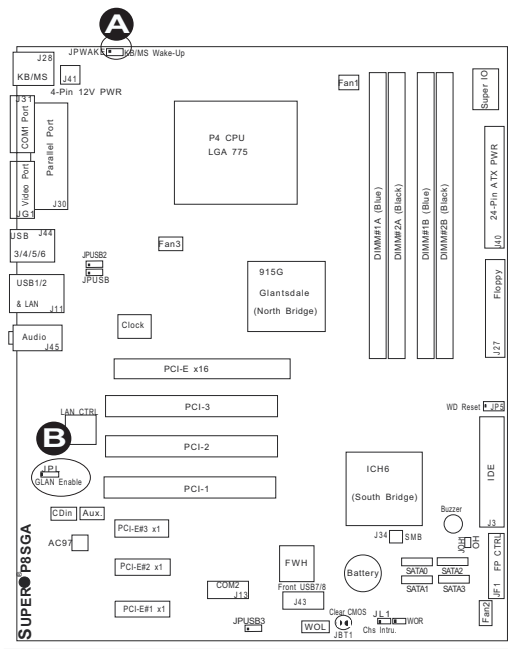 A
JPWAKE
KB/MS Wake-Up
J28
KB/MS
J41
4-Pin 12V PWR
Fan1
Super IO
J31
COM1 Port
Parallel Port
J30
P4 CPU
LGA 775
24-Pin ATX PWR
J40
Video Port
JG1
DIMM#1A (Blue)
DIMM#2A (Black)
DIMM#1B (Blue)
DIMM#2B (Black)
USB
J44
3/4/5/6
Fan3
JPUSB2
JPUSB
USB1/2
& LAN
J11
915G
Glantsdale
(North Bridge)
Floppy
J27
Clock
Audio
J45
PCI-E x16
PCI-3
LAN CTRL
WD Reset
JP5
B
PCI-2
JPL
GLAN Enable
PCI-1
ICH6
(South Bridge)
IDE
J3
CDin
Aux.
Buzzer
PCI-E#3 x1
AC97
J34
SMB
JOH
OH
FP CTRL
JF1
FWH
Battery
SATA0
SATA2
SATA1
SATA3
PCI-E#2 x1
COM2
J13
Front USB7/8
J43
PCI-E#1 x1
Fan2
Clear CMOS
JBT1
JL1
WOR
Chs Intru.
JPUSB3
WOL
SUPER P8SGA